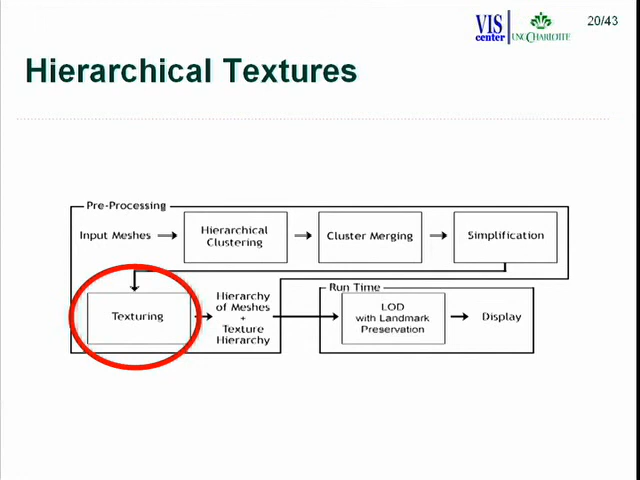 VIS
center
UNC CHARLOTTE
20/43
Hierarchical Textures
Pre-Processing
Input Meshes
Hierarchical
Clustering
Cluster Merging
Simplification
Texturing
Hierarchy
of Meshes
+
Texture
Hierarchy
Run Time
LOD
with Landmark
Preservation
Display